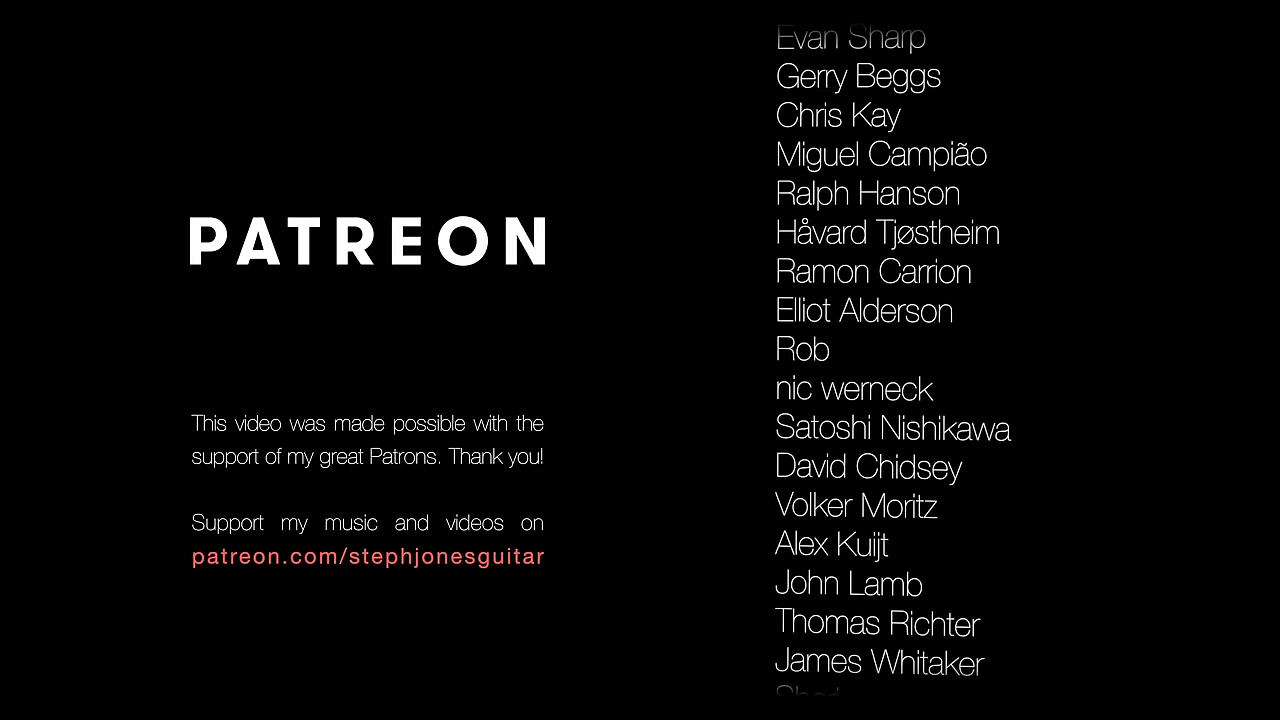 PATREON
This video was made possible with the
support of my great Patrons. Thank you!
Support my music and videos on
patreon.com/stephjonesguitar
Evan Sharp
Gerry Beggs
Chris Kay
Miguel Campião
Ralph Hanson
Håvard Tjøstheim
Ramon Carrion
Elliot Alderson
Rob
nic werneck
Satoshi Nishikawa
David Chidsey
Volker Moritz
Alex Kuijt
John Lamb
Thomas Richter
James Whitaker